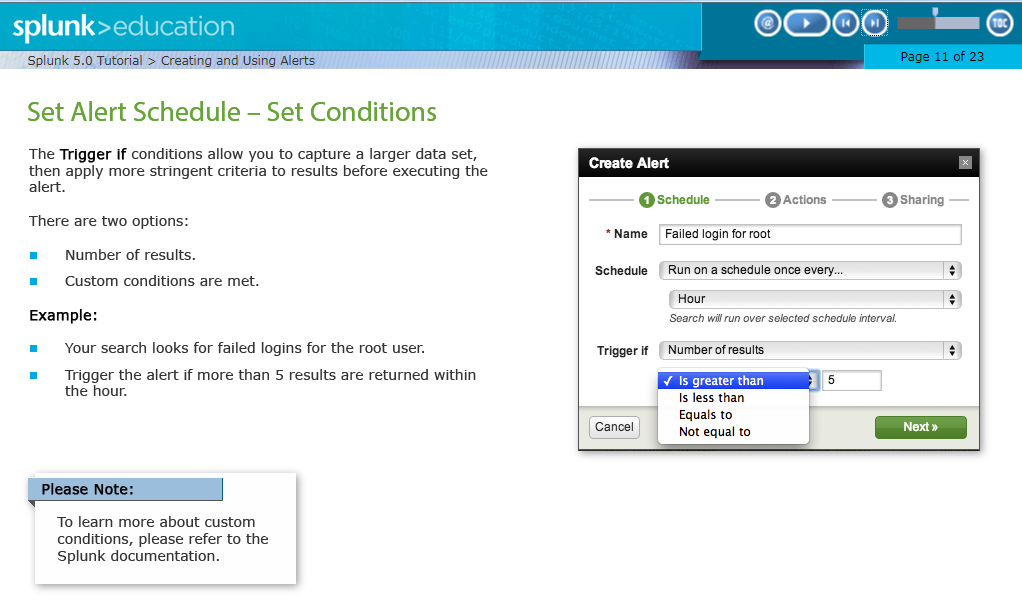 splunk>education
@
TOC
Page 11 of 23
Splunk 5.0 Tutorial > Creating and Using Alerts
Set Alert Schedule – Set Conditions
The Trigger if conditions allow you to capture a larger data set,
then apply more stringent criteria to results before executing the
alert.
There are two options:
Number of results.
Custom conditions are met.
Example:
Your search looks for failed logins for the root user.
Trigger the alert if more than 5 results are returned within
the hour.
Please Note:
To learn more about custom
conditions, please refer to the
Splunk documentation.
Create Alert
1 Schedule 2 Actions 3 Sharing
* Name Failed login for root
Schedule Run on a schedule once every...
Hour
Search will run over selected schedule interval.
Trigger if Number of results
✓ Is greater than 5
Is less than
Equals to
Not equal to
Cancel Next »